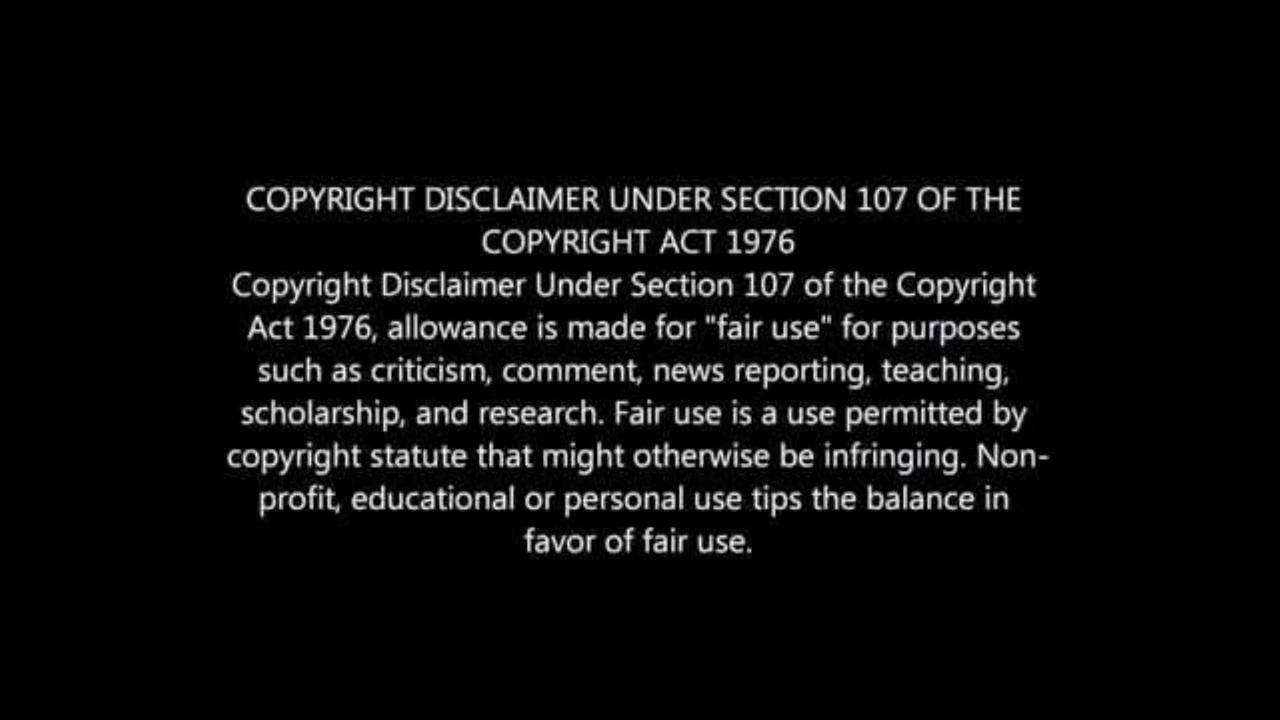 COPYRIGHT DISCLAIMER UNDER SECTION 107 OF THE
COPYRIGHT ACT 1976
Copyright Disclaimer Under Section 107 of the Copyright
Act 1976, allowance is made for "fair use" for purposes
such as criticism, comment, news reporting, teaching,
scholarship, and research. Fair use is a use permitted by
copyright statute that might otherwise be infringing. Non-
profit, educational or personal use tips the balance in
favor of fair use.